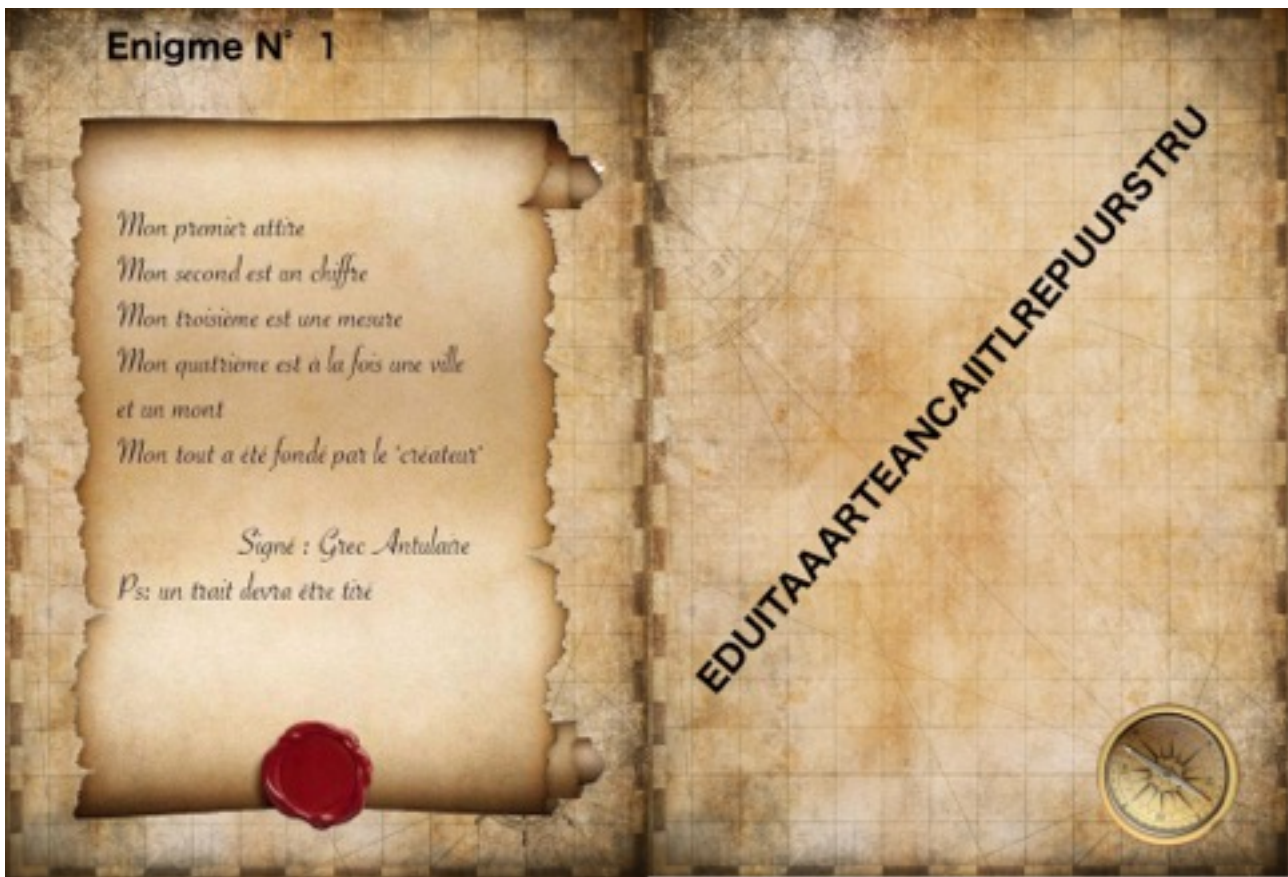 Enigme N° 1
Mon premier attire
Mon second est un chiffre
Mon troisième est une mesure
Mon quatrième est à la fois une ville
et un mont
Mon tout a été fondé par le "créateur"
Signé : Grec Antulaire
Ps: un trait devra être tiré
EDUITAAARTEANCAIITLREPUURSTRU